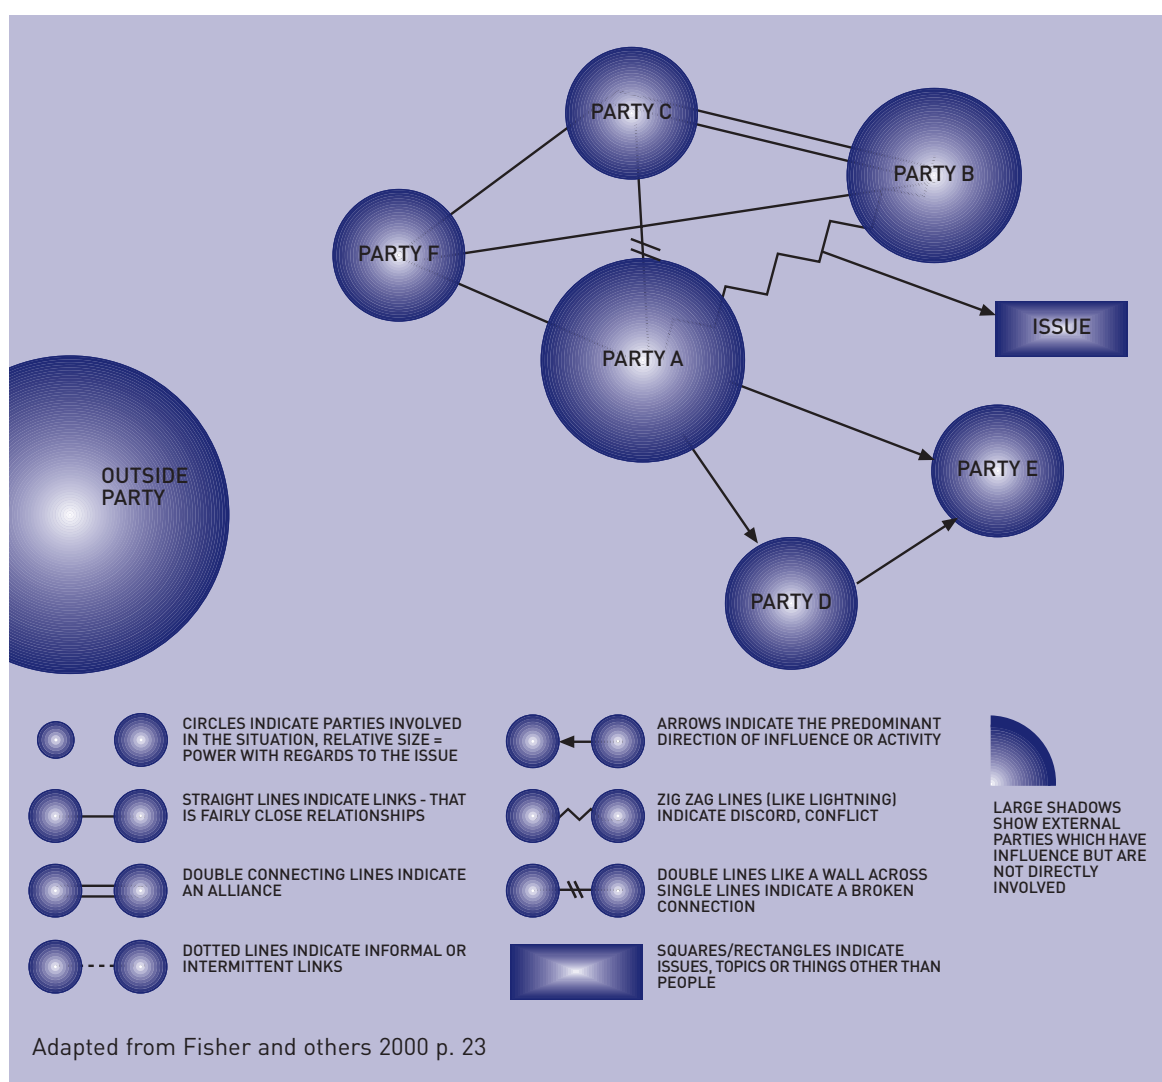 PARTY C
PARTY B
PARTY F
ISSUE
PARTY A
PARTY E
OUTSIDE
PARTY
PARTY D
CIRCLES INDICATE PARTIES INVOLVED
IN THE SITUATION, RELATIVE SIZE =
POWER WITH REGARDS TO THE ISSUE
STRAIGHT LINES INDICATE LINKS - THAT
IS FAIRLY CLOSE RELATIONSHIPS
DOUBLE CONNECTING LINES INDICATE
AN ALLIANCE
DOTTED LINES INDICATE INFORMAL OR
INTERMITTENT LINKS
ARROWS INDICATE THE PREDOMINANT
DIRECTION OF INFLUENCE OR ACTIVITY
ZIG ZAG LINES (LIKE LIGHTNING)
INDICATE DISCORD, CONFLICT
DOUBLE LINES LIKE A WALL ACROSS
SINGLE LINES INDICATE A BROKEN
CONNECTION
SQUARES/RECTANGLES INDICATE
ISSUES, TOPICS OR THINGS OTHER THAN
PEOPLE
LARGE SHADOWS
SHOW EXTERNAL
PARTIES WHICH HAVE
INFLUENCE BUT ARE
NOT DIRECTLY
INVOLVED
Adapted from Fisher and others 2000 p. 23